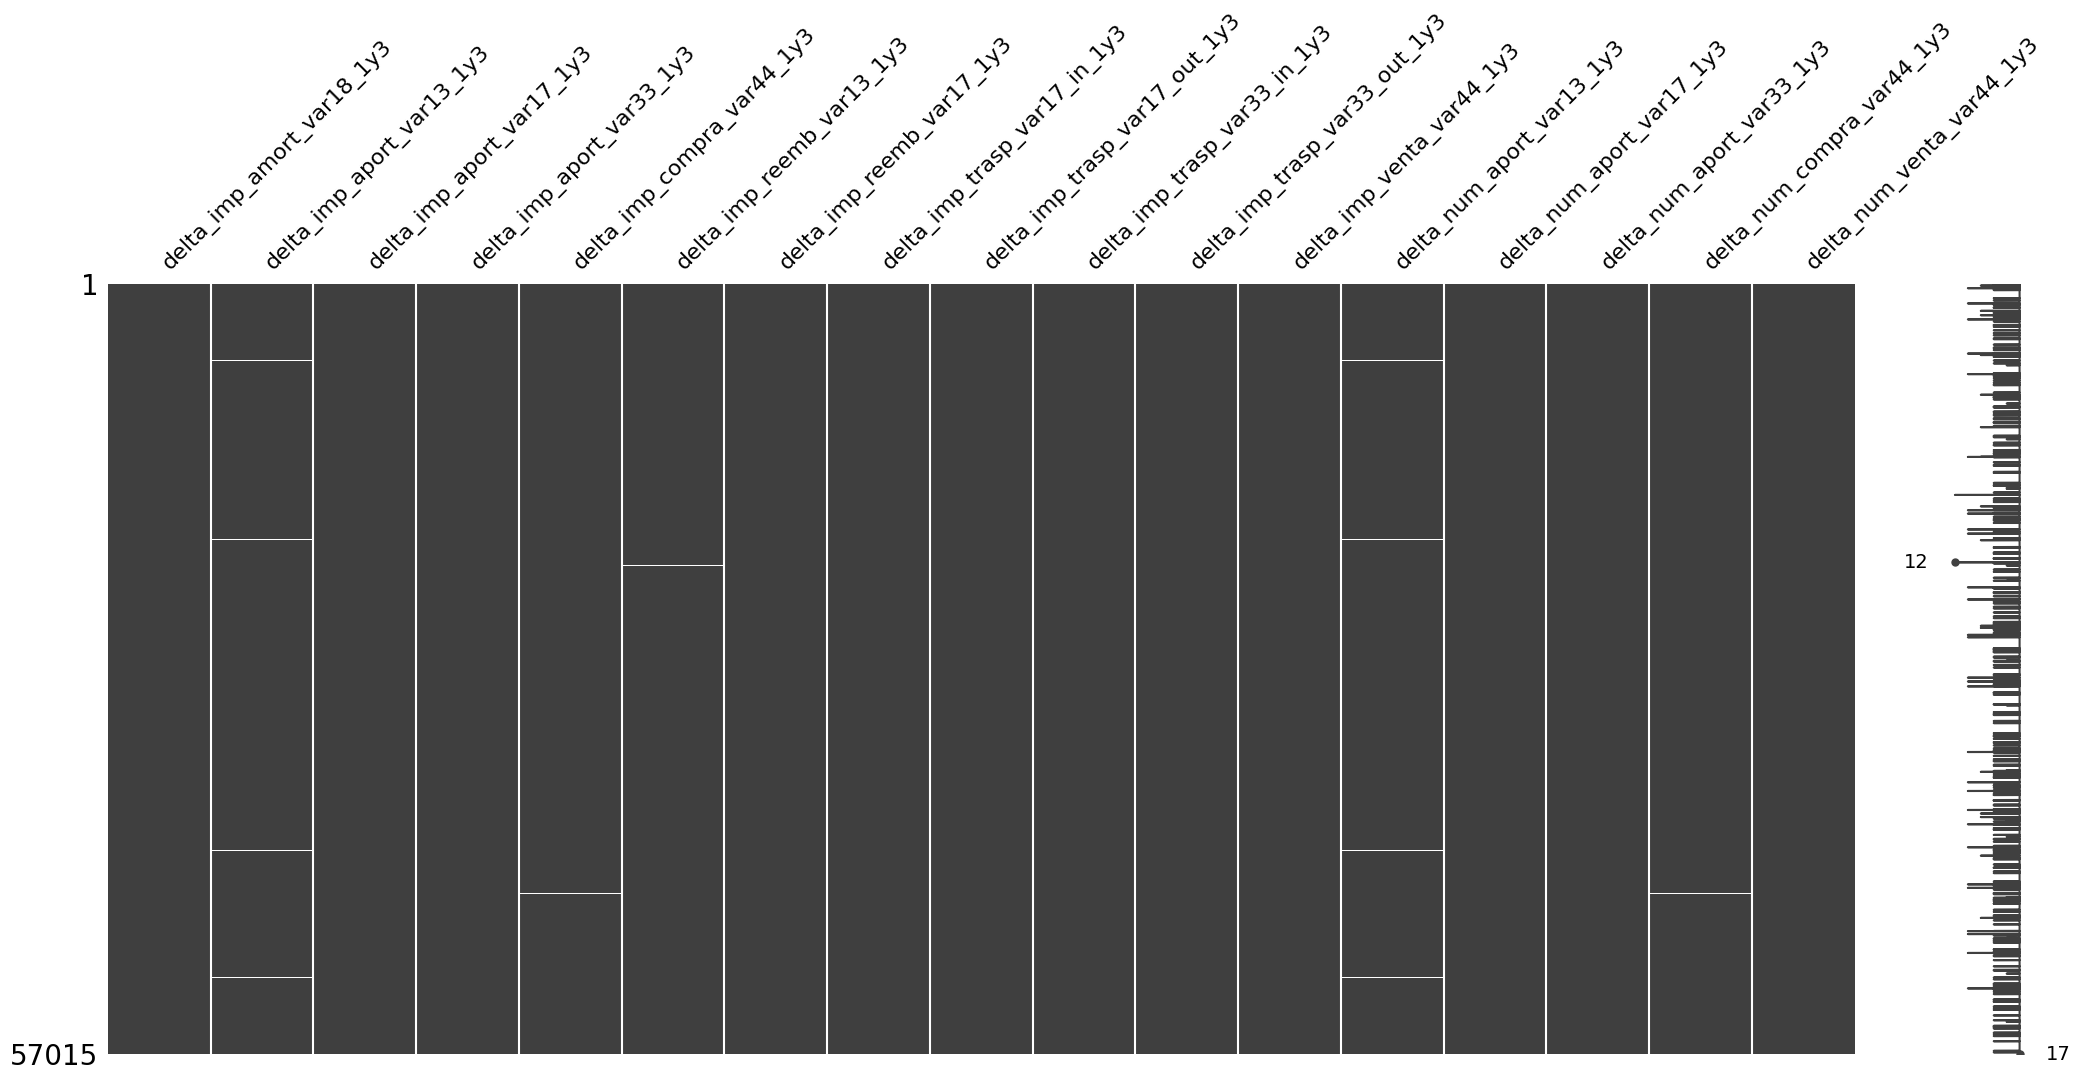 delta_imp_amort_var18_1y3
delta_imp_aport_var13_1y3
delta_imp_aport_var17_1y3
delta_imp_aport_var33_1y3
delta_imp_compra_var44_1y3
delta_imp_reemb_var13_1y3
delta_imp_reemb_var17_1y3
delta_imp_trasp_var17_in_1y3
delta_imp_trasp_var17_out_1y3
delta_imp_trasp_var33_in_1y3
delta_imp_trasp_var33_out_1y3
delta_imp_venta_var44_1y3
delta_num_aport_var13_1y3
delta_num_aport_var17_1y3
delta_num_aport_var33_1y3
delta_num_compra_var44_1y3
delta_num_venta_var44_1y3
1
12
57015
17